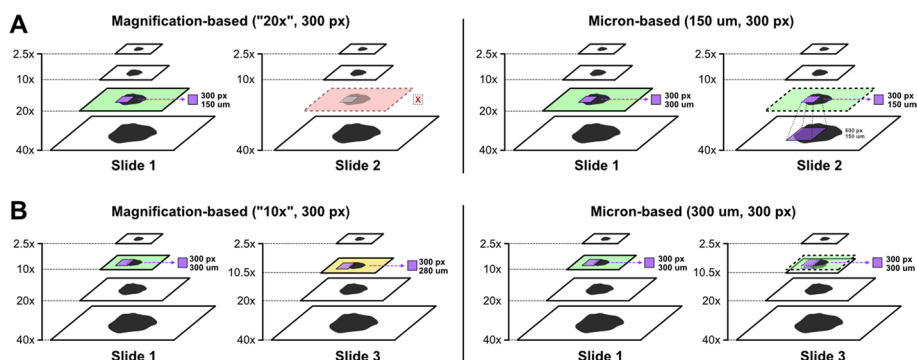 A
Magnification-based ("20x", 300 px)
Micron-based (150 um, 300 px)
2.5x
10x
20x
40x
300 px
150 um
Slide 1
2.5x
10x
20x
40x
X
Slide 2
2.5x
10x
20x
40x
300 px
300 um
Slide 1
2.5x
10x
20x
40x
300 px
150 um
600 px
150 um
Slide 2
B
Magnification-based ("10x", 300 px)
Micron-based (300 um, 300 px)
2.5x
10x
20x
40x
300 px
300 um
Slide 1
2.5x
10.5x
20x
40x
300 px
280 um
Slide 3
2.5x
10x
20x
40x
300 px
300 um
Slide 1
2.5x
10.5x
20x
40x
300 px
300 um
Slide 3